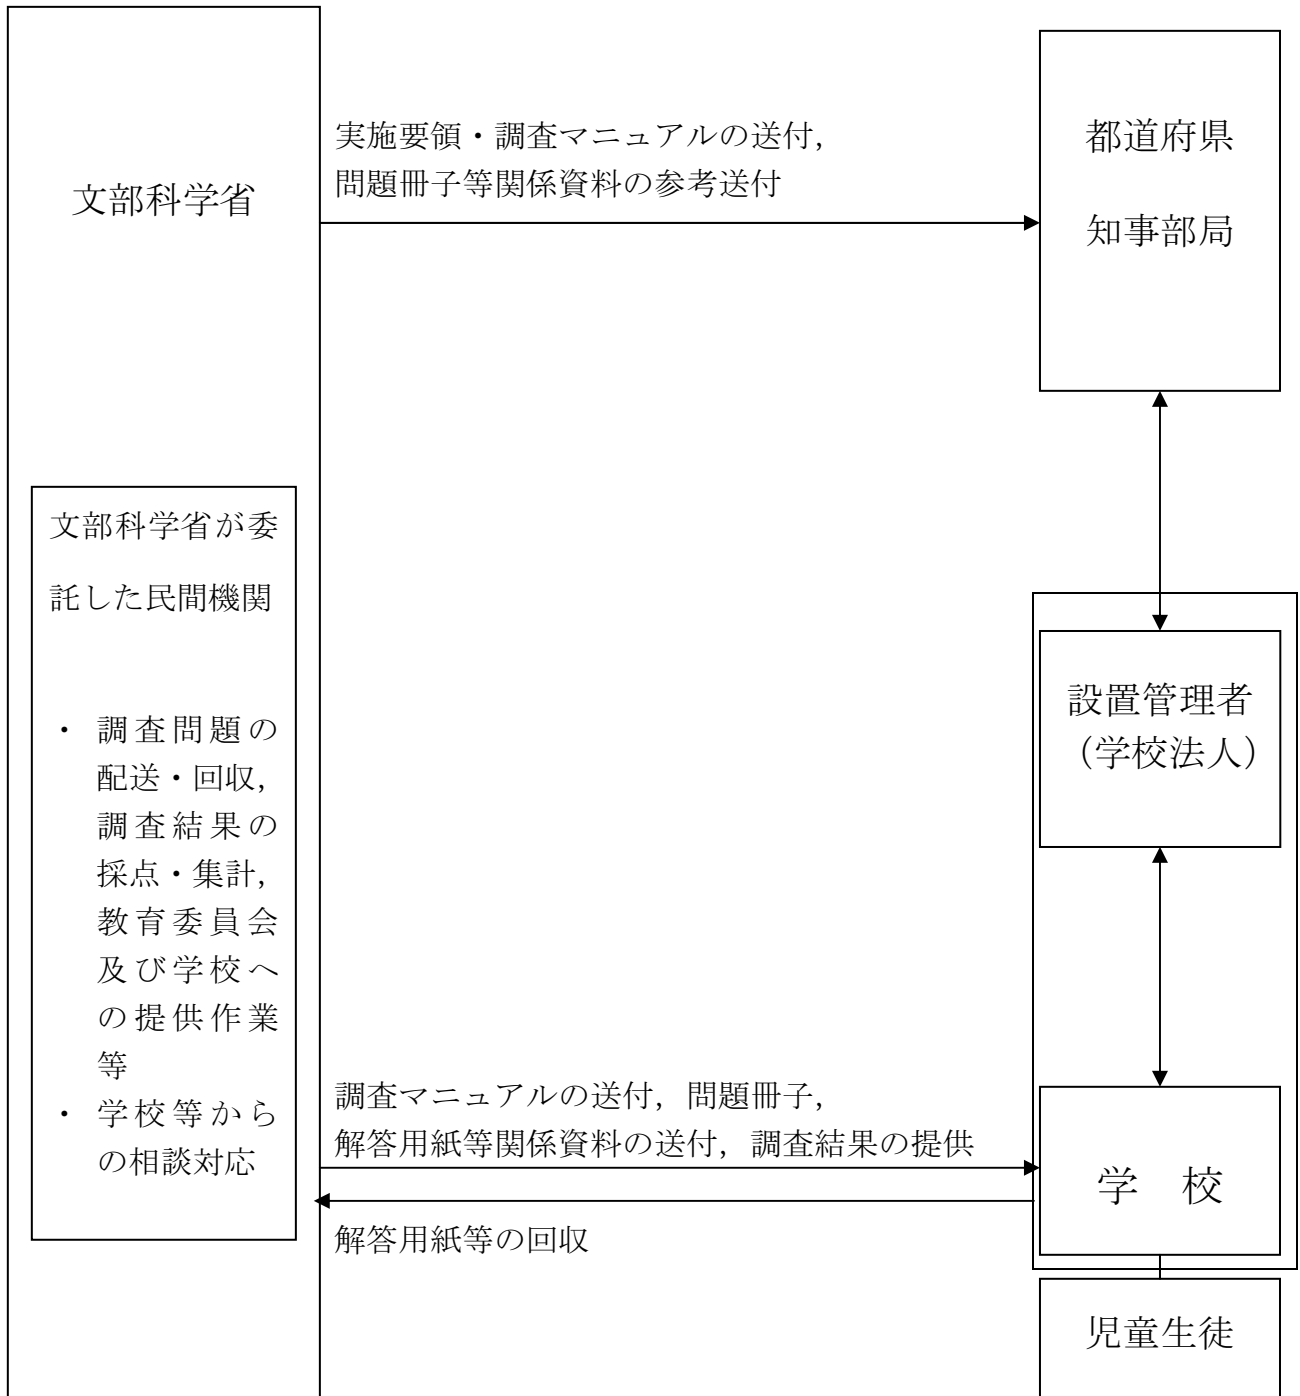 文部科学省
実施要領・調査マニュアルの送付，
問題冊子等関係資料の参考送付
都道府県
知事部局
文部科学省が委
託した民間機関
・ 調査問題の
配送・回収，
調査結果の
採点・集計，
教育委員会
及び学校へ
の提供作業
等
・ 学校等から
の相談対応
設置管理者
（学校法人）
調査マニュアルの送付，問題冊子，
解答用紙等関係資料の送付，調査結果の提供
解答用紙等の回収
学　校
児童生徒